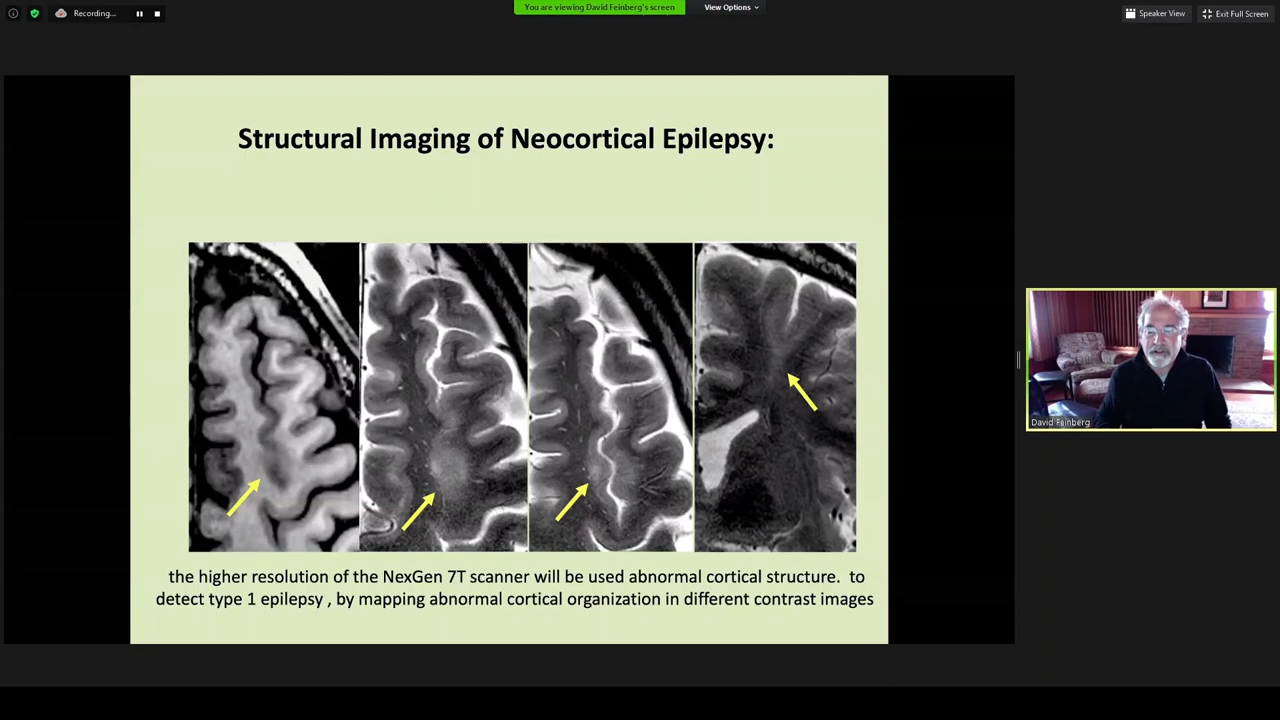 Recording...
You are viewing David Feinberg's screen
View Options
Speaker View
Exit Full Screen
Structural Imaging of Neocortical Epilepsy:
the higher resolution of the NexGen 7T scanner will be used abnormal cortical structure. to
detect type 1 epilepsy , by mapping abnormal cortical organization in different contrast images
David Feinberg